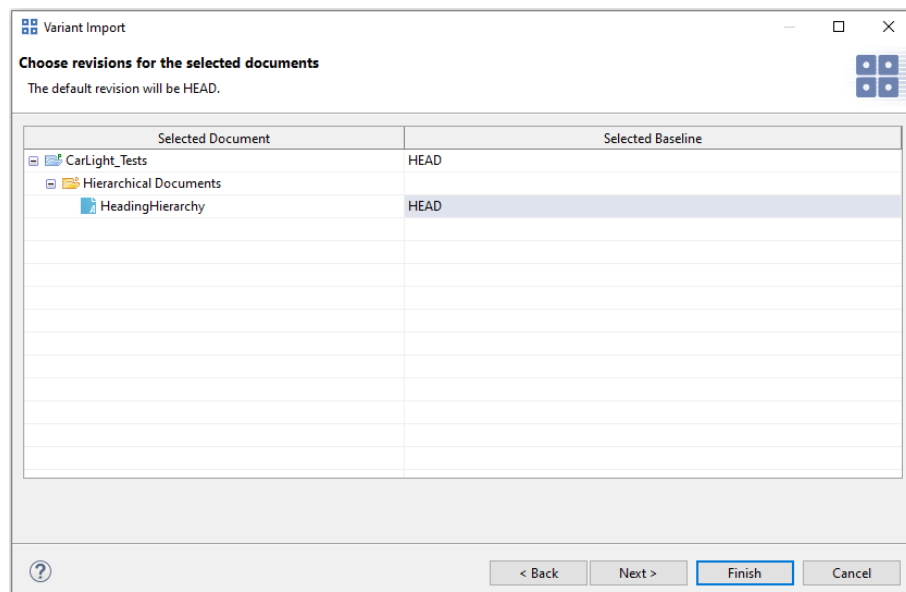 Variant Import
Choose revisions for the selected documents
The default revision will be HEAD.
Selected Document Selected Baseline
CarLight_Tests HEAD
Hierarchical Documents
HeadingHierarchy HEAD
< Back Next > Finish Cancel